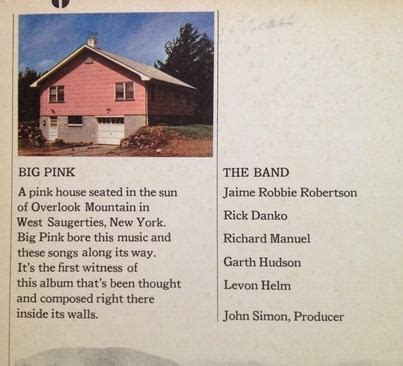 BIG PINK
A pink house seated in the sun
of Overlook Mountain in
West Saugerties, New York.
Big Pink bore this music and
these songs along its way.
It's the first witness of
this album that's been thought
and composed right there
inside its walls.
THE BAND
Jaime Robbie Robertson
Rick Danko
Richard Manuel
Garth Hudson
Levon Helm
John Simon, Producer